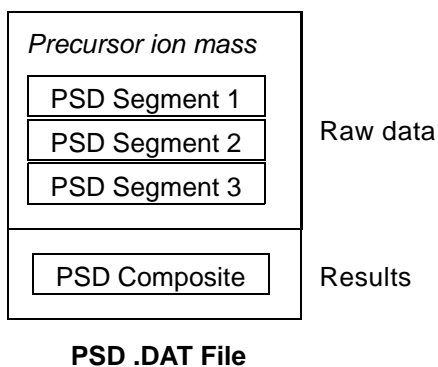 Precursor ion mass
PSD Segment 1
PSD Segment 2
PSD Segment 3
Raw data
PSD Composite
Results
PSD .DAT File